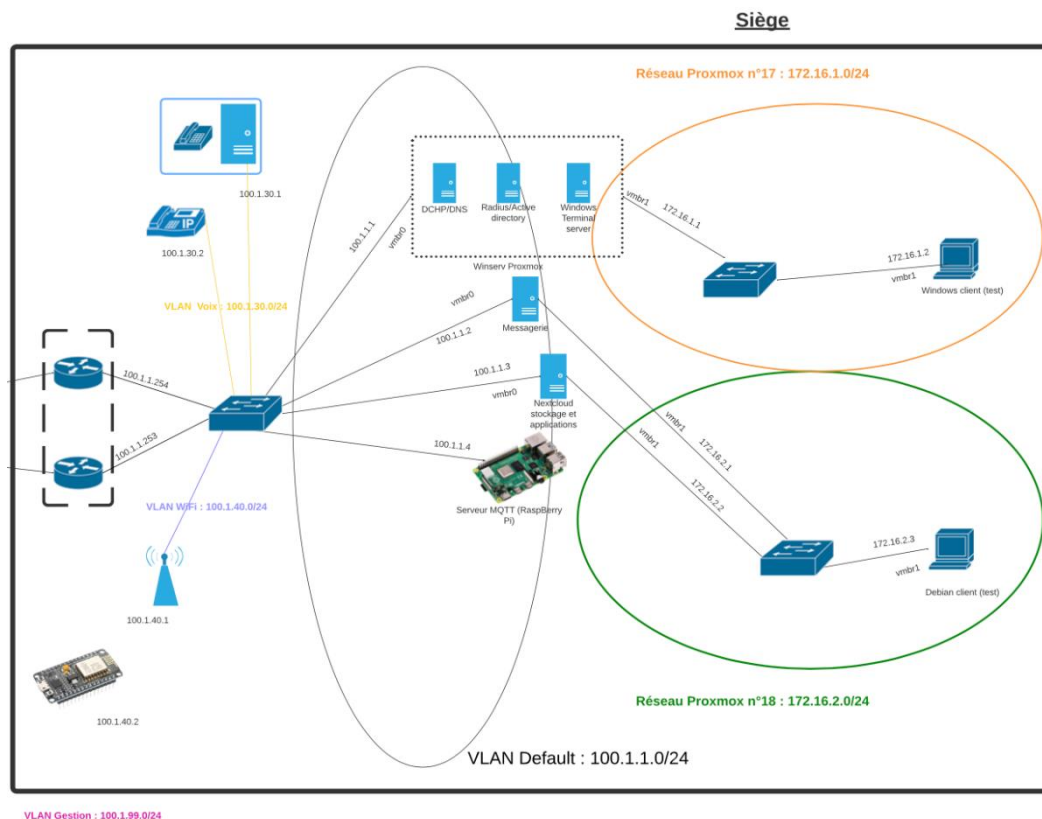 Siège
Réseau Proxmox n°17 : 172.16.1.0/24
100.1.30.1
IP
100.1.30.2
VLAN Voix : 100.1.30.0/24
DCHP/DNS
Radius/Active
directory
Windows
Terminal
server
Winserv Proxmox
100.1.1.1
vmbr0
vmbr1
172.16.1.1
172.16.1.2
vmbr1
Windows client (test)
vmbr0
100.1.1.2
Messagerie
100.1.1.3
vmbr0
Nextcloud
stockage et
applications
100.1.1.254
100.1.1.253
100.1.1.4
Serveur MQTT (RaspBerry
Pi)
vmbr1
172.16.2.1
vmbr1
172.16.2.2
172.16.2.3
vmbr1
Debian client (test)
VLAN WiFi : 100.1.40.0/24
100.1.40.1
100.1.40.2
Réseau Proxmox n°18 : 172.16.2.0/24
VLAN Default : 100.1.1.0/24
VLAN Gestion : 100.1.99.0/24